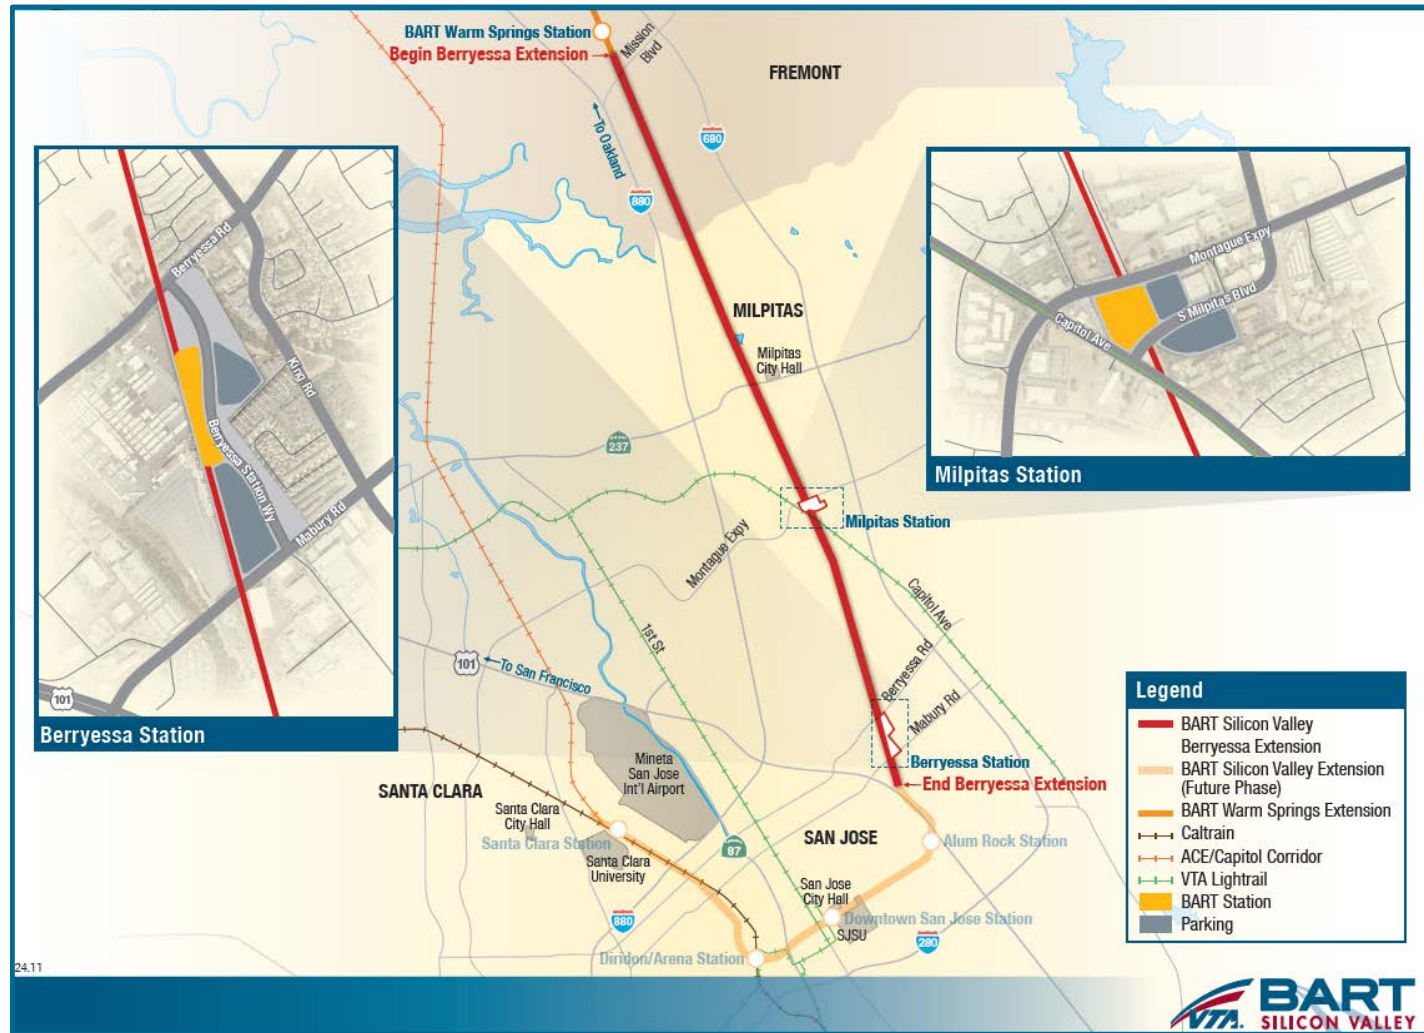 BART Warm Springs Station
Begin Berryessa Extension
Mission
Blvd
FREMONT
To Oakland
680
880
MILPITAS
Milpitas
City Hall
237
Milpitas Station
Montague Expy
Capitol Ave
1st St
101
To San Francisco
Berryessa Rd
Mabury Rd
Berryessa Station
End Berryessa Extension
Mineta
San Jose
Int'l Airport
SANTA CLARA
Santa Clara
City Hall
Santa Clara Station
Santa Clara
University
87
SAN JOSE
Alum Rock Station
San Jose
City Hall
Downtown San Jose Station
SJSU
880
280
Diridon/Arena Station
Berryessa Rd
King Rd
Berryessa Station Wy
Mabury Rd
101
Berryessa Station
Montague Expy
S Milpitas Blvd
Capitol Ave
Milpitas Station
Legend
BART Silicon Valley
Berryessa Extension
BART Silicon Valley Extension
(Future Phase)
BART Warm Springs Extension
Caltrain
ACE/Capitol Corridor
VTA Lightrail
BART Station
Parking
24.11
VTA.
BART
SILICON VALLEY